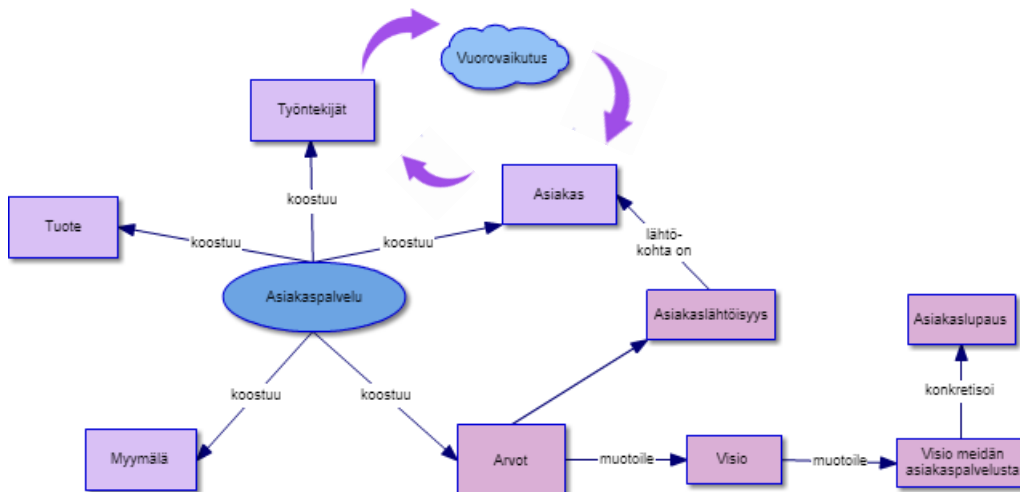 Vuorovaikutus
Työntekijät
Asiakas
koostuu
Tuote
koostuu
koostuu
lähtö-
kohta on
Asiakaspalvelu
Asiakaslähtöisyys
Asiakaslupaus
koostuu
koostuu
konkretisoi
Myymälä
Arvot
muotoile
Visio
muotoile
Visio meidän
asiakaspalvelusta